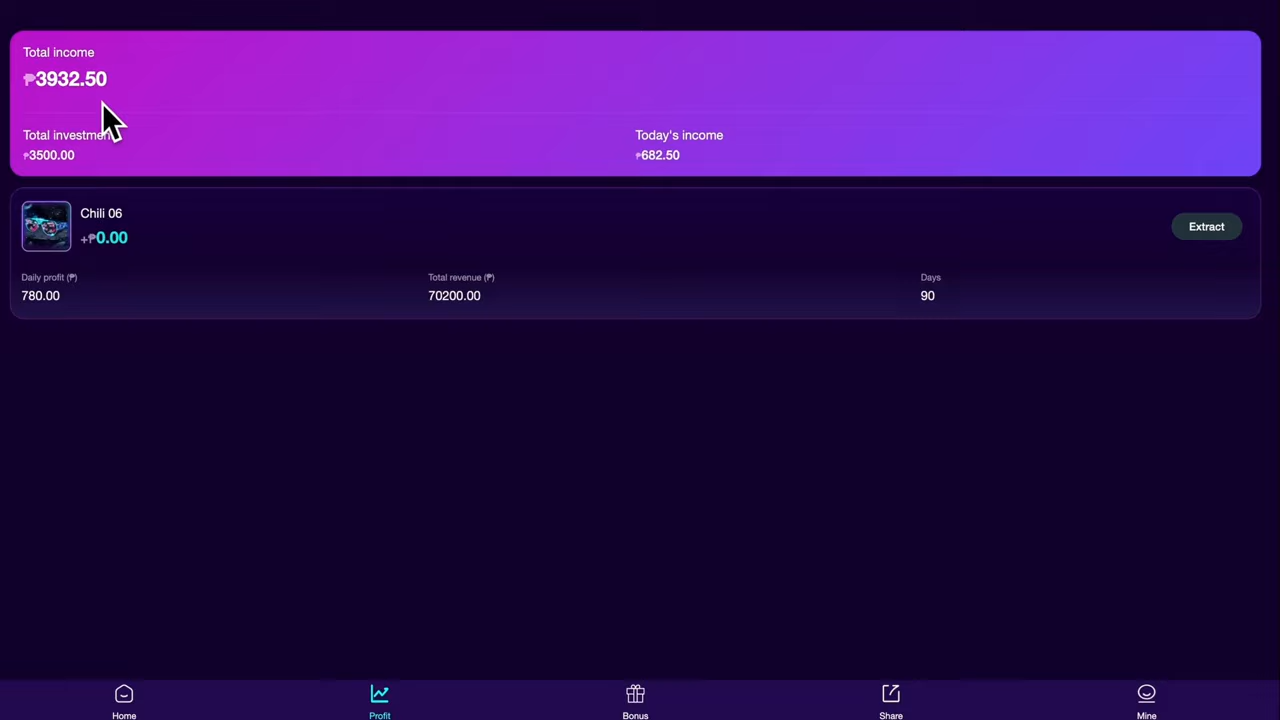 Total income
₱3932.50
Total investment
₱3500.00
Today's income
₱682.50
Chili 06
+₱0.00
Extract
Daily profit (₱)
780.00
Total revenue (₱)
70200.00
Days
90
Home
Profit
Bonus
Share
Mine